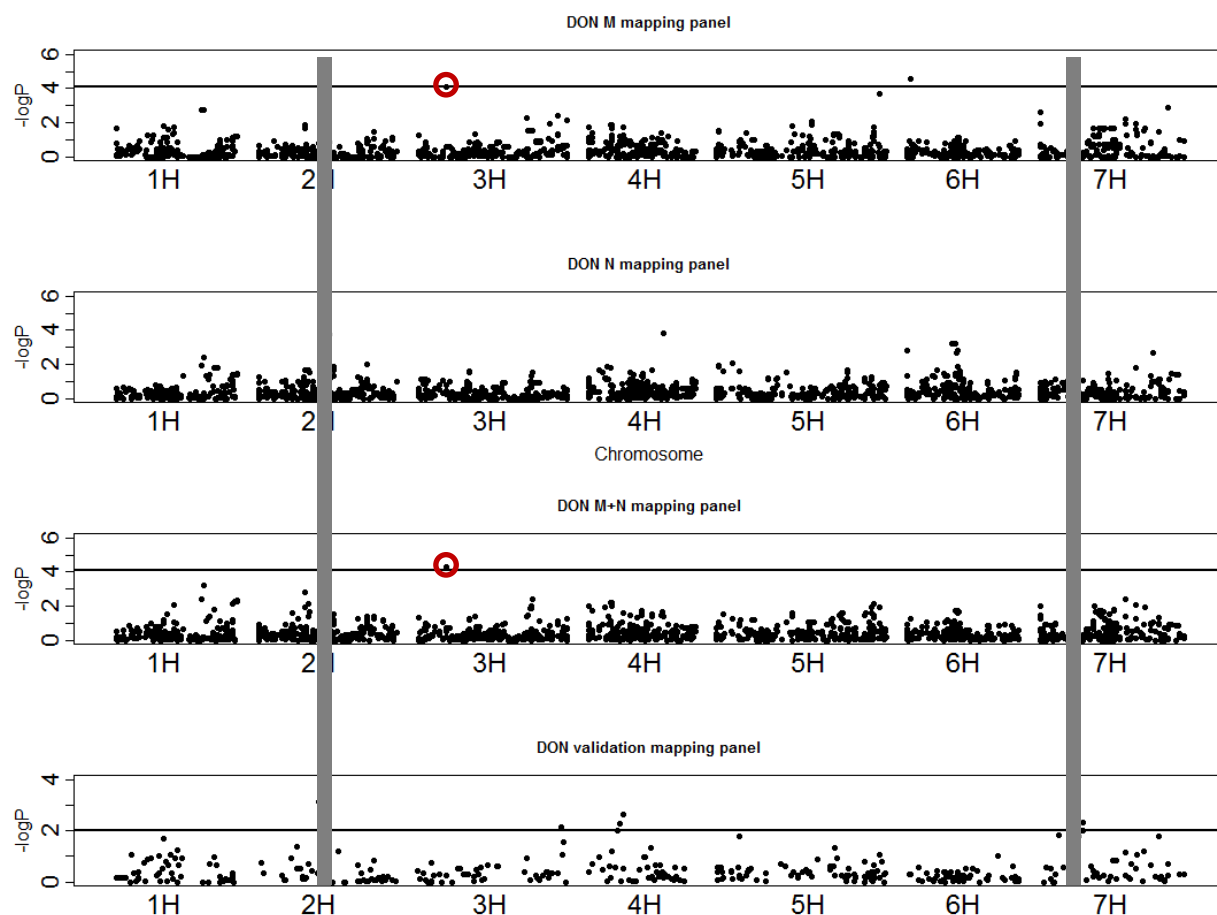 DON M mapping panel
-logP
6
4
2
0
1H 2H 3H 4H 5H 6H 7H
DON N mapping panel
-logP
6
4
2
0
1H 2H 3H 4H 5H 6H 7H
Chromosome
DON M+N mapping panel
-logP
6
4
2
0
1H 2H 3H 4H 5H 6H 7H
DON validation mapping panel
-logP
4
2
0
1H 2H 3H 4H 5H 6H 7H